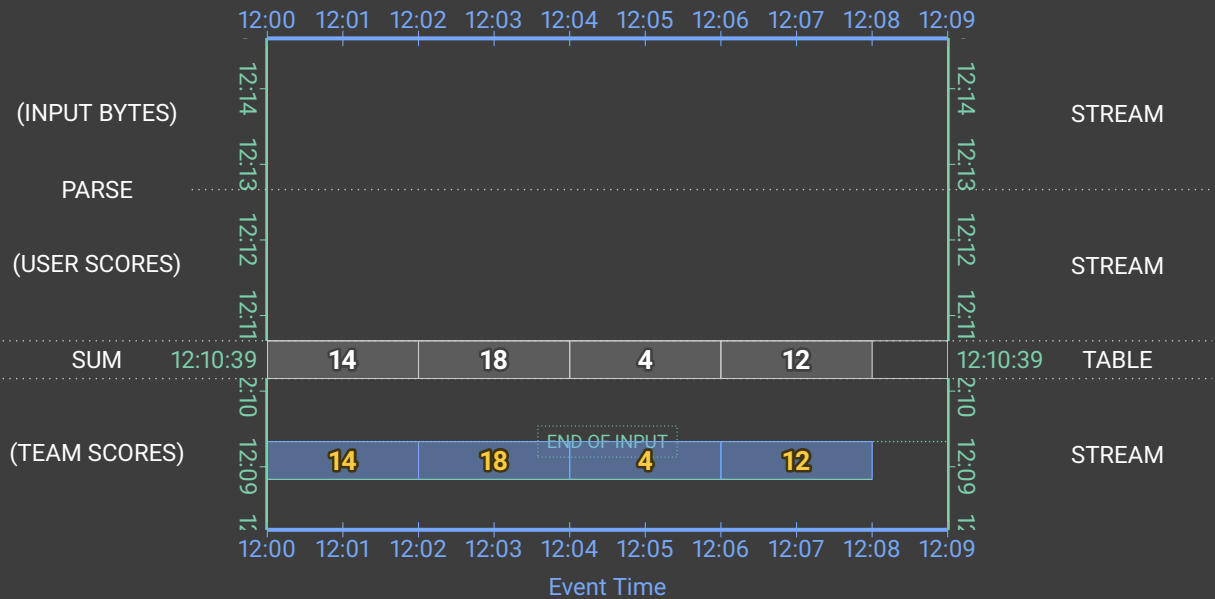 12:00 12:01 12:02 12:03 12:04 12:05 12:06 12:07 12:08 12:09
12:14
12:14
(INPUT BYTES)
STREAM
12:13
12:13
PARSE
12:12
12:12
(USER SCORES)
STREAM
12:11
12:11
SUM 12:10:39 14 18 4 12 12:10:39 TABLE
2:10
2:10
END OF INPUT
(TEAM SCORES)
STREAM
12:09
12:09
14 18 4 12
12:00 12:01 12:02 12:03 12:04 12:05 12:06 12:07 12:08 12:09
Event Time